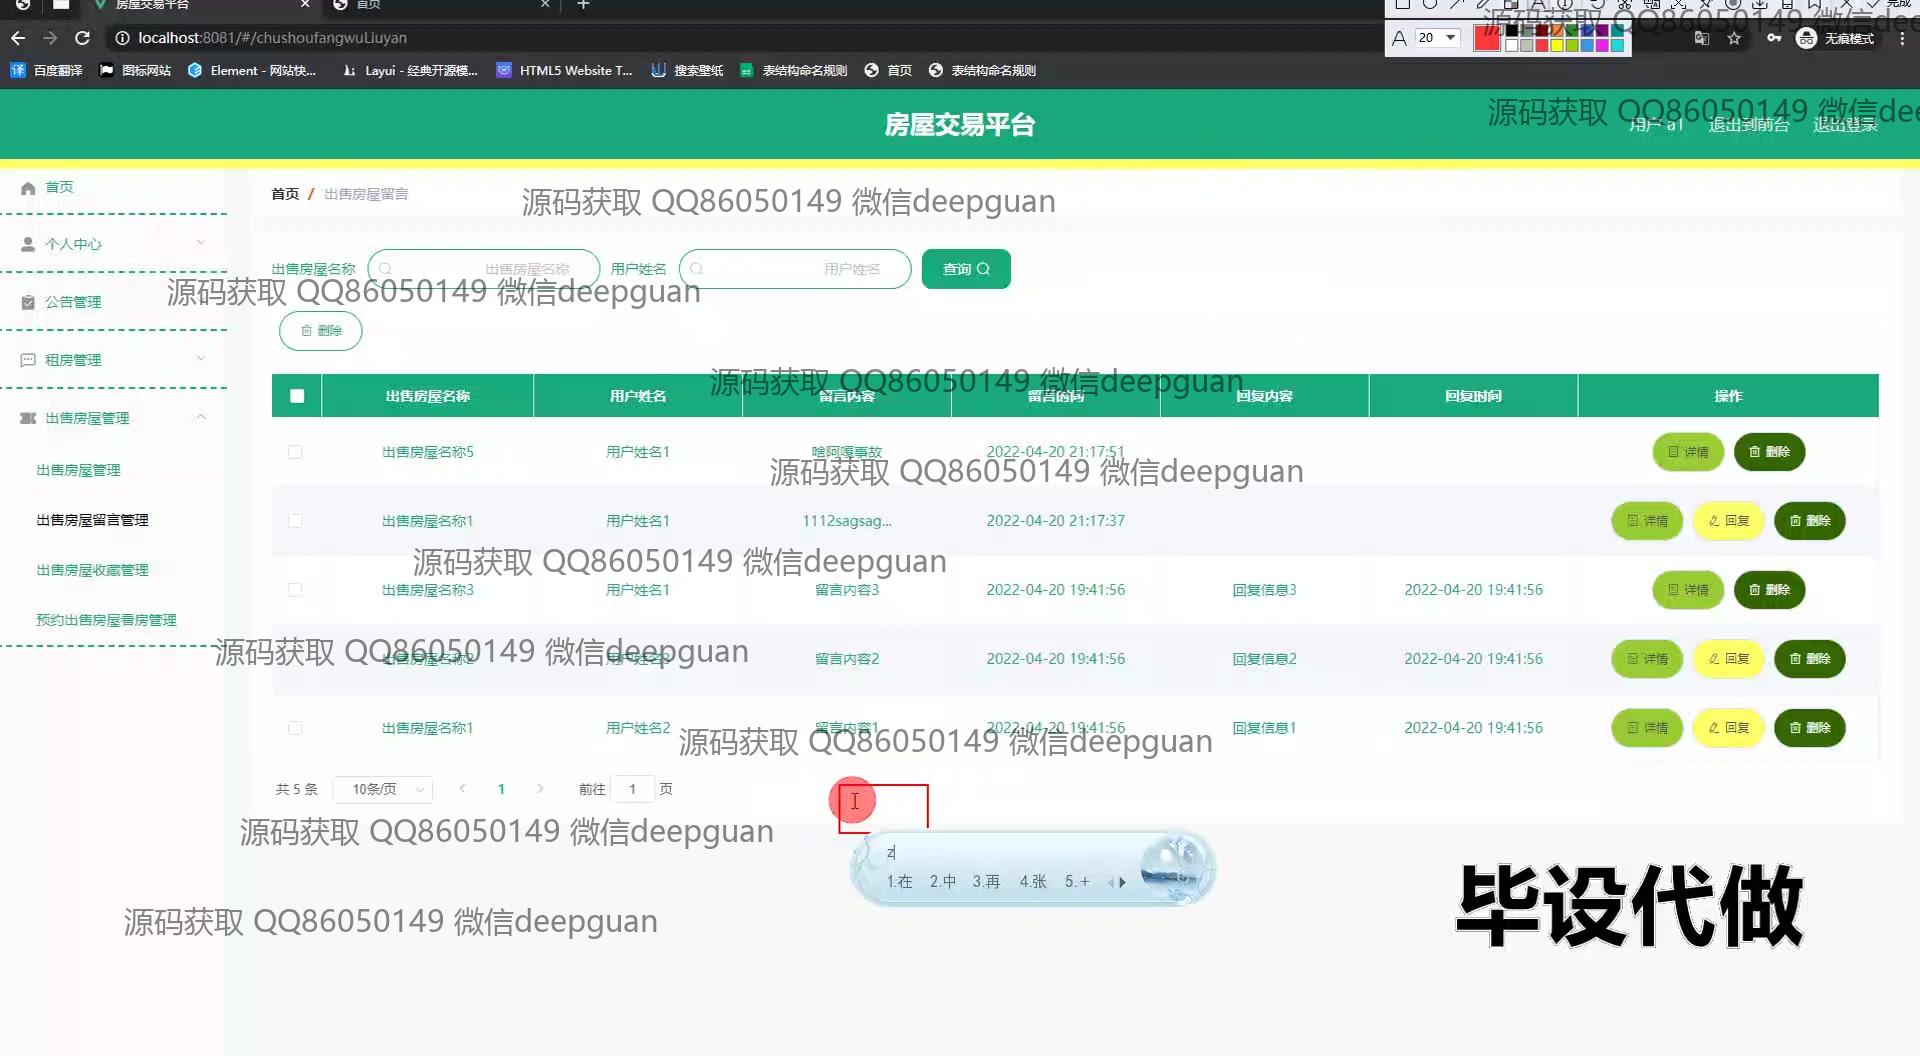 房屋交易平台
首页
完成
localhost:8081/#/chushoufangwuLiuyan
20
无痕模式
百度翻译
图标网站
Element - 网站快...
Layui - 经典开源模...
HTML5 Website T...
搜索壁纸
表结构命名规则
首页
表结构命名规则
源码获取 QQ86050149 微信dee
房屋交易平台
用户 a1
退出到前台
退出登录
源码获取 QQ86050149 微信dee
首页
个人中心
公告管理
租房管理
出售房屋管理
出售房屋管理
出售房屋留言管理
出售房屋收藏管理
预约出售房屋看房管理
首页 / 出售房屋留言
源码获取 QQ86050149 微信deepguan
出售房屋名称 出售房屋名称 用户姓名 用户姓名 查询
源码获取 QQ86050149 微信deepguan
删除
源码获取 QQ86050149 微信deepguan
出售房屋名称 用户姓名 留言内容 留言时间 回复内容 回复时间 操作
出售房屋名称5 用户姓名1 啥阿嘎事故 2022-04-20 21:17:51 详情 删除
源码获取 QQ86050149 微信deepguan
出售房屋名称1 用户姓名1 1112sagsag... 2022-04-20 21:17:37 详情 回复 删除
源码获取 QQ86050149 微信deepguan
出售房屋名称3 用户姓名1 留言内容3 2022-04-20 19:41:56 回复信息3 2022-04-20 19:41:56 详情 删除
源码获取 QQ86050149 微信deepguan
出售房屋名称2 用户姓名3 留言内容2 2022-04-20 19:41:56 回复信息2 2022-04-20 19:41:56 详情 回复 删除
出售房屋名称1 用户姓名2 留言内容1 2022-04-20 19:41:56 回复信息1 2022-04-20 19:41:56 详情 回复 删除
源码获取 QQ86050149 微信deepguan
共 5 条 10条/页 1 前往 1 页
源码获取 QQ86050149 微信deepguan
z
1.在 2.中 3.再 4.张 5.+
源码获取 QQ86050149 微信deepguan
毕设代做